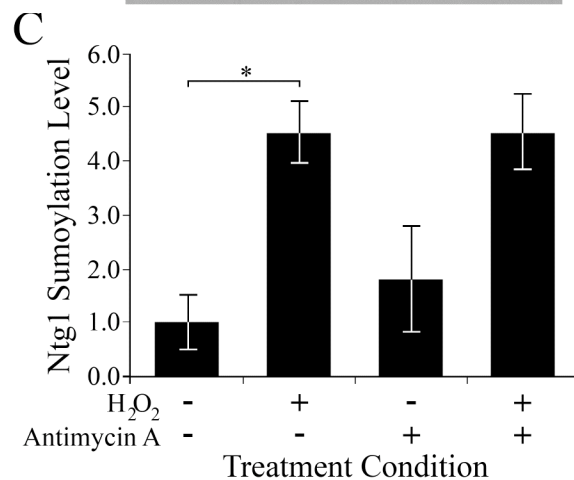 C
*
Ntg1 Sumoylation Level
6.0
5.0
4.0
3.0
2.0
1.0
0.0
H₂O₂ - + - +
Antimycin A - - + +
Treatment Condition